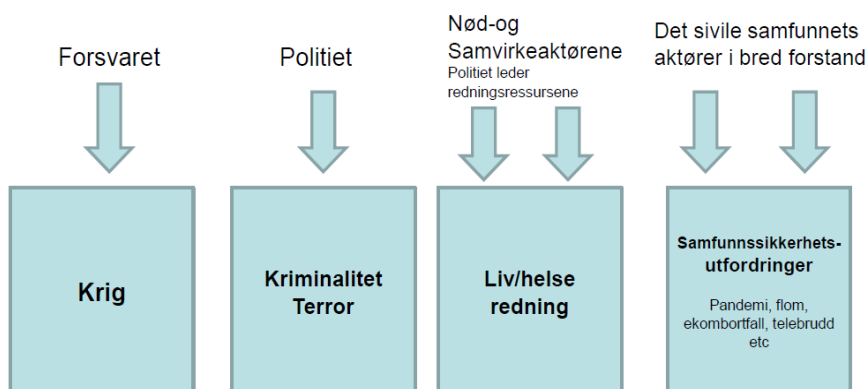 Forsvaret
Politiet
Nød-og
Samvirkeaktørene
Politiet leder
redningsressursene
Det sivile samfunnets
aktører i bred forstand
Krig
Kriminalitet
Terror
Liv/helse
redning
Samfunnssikkerhets-
utfordringer
Pandemi, flom,
ekombortfall, telebrudd
etc